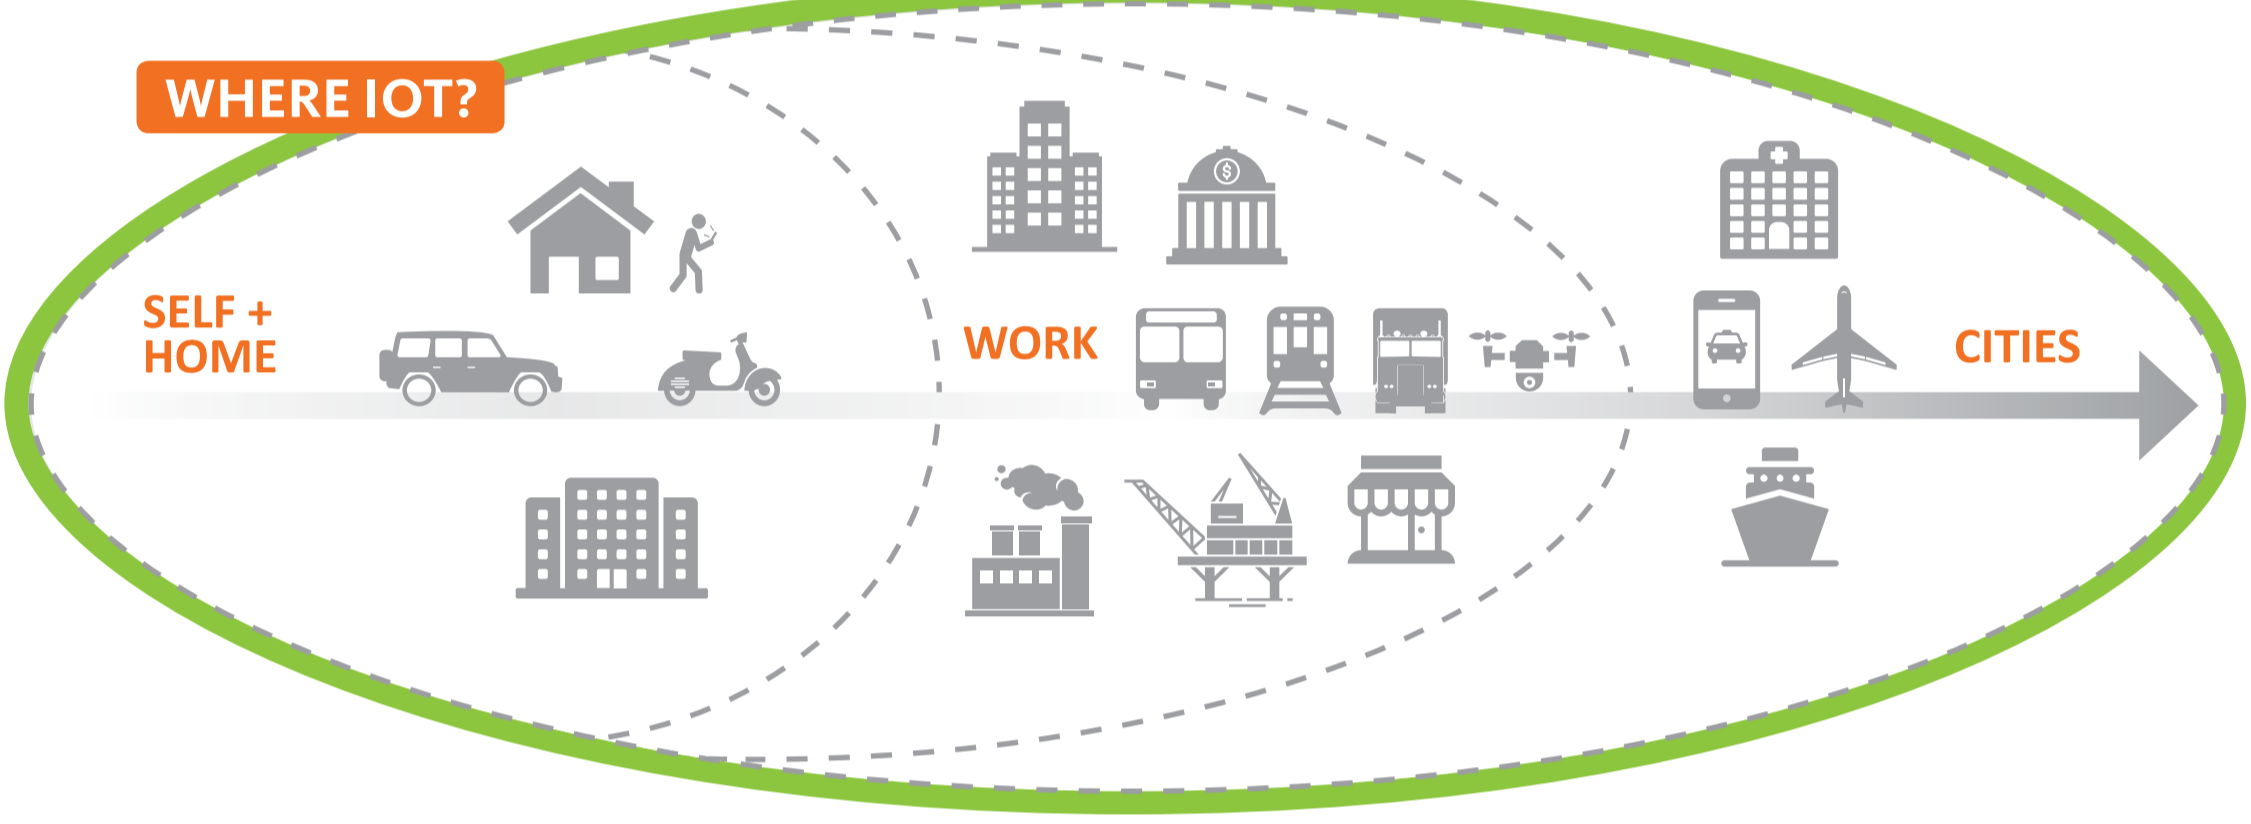 WHERE IOT?
SELF +
HOME
WORK
CITIES
$